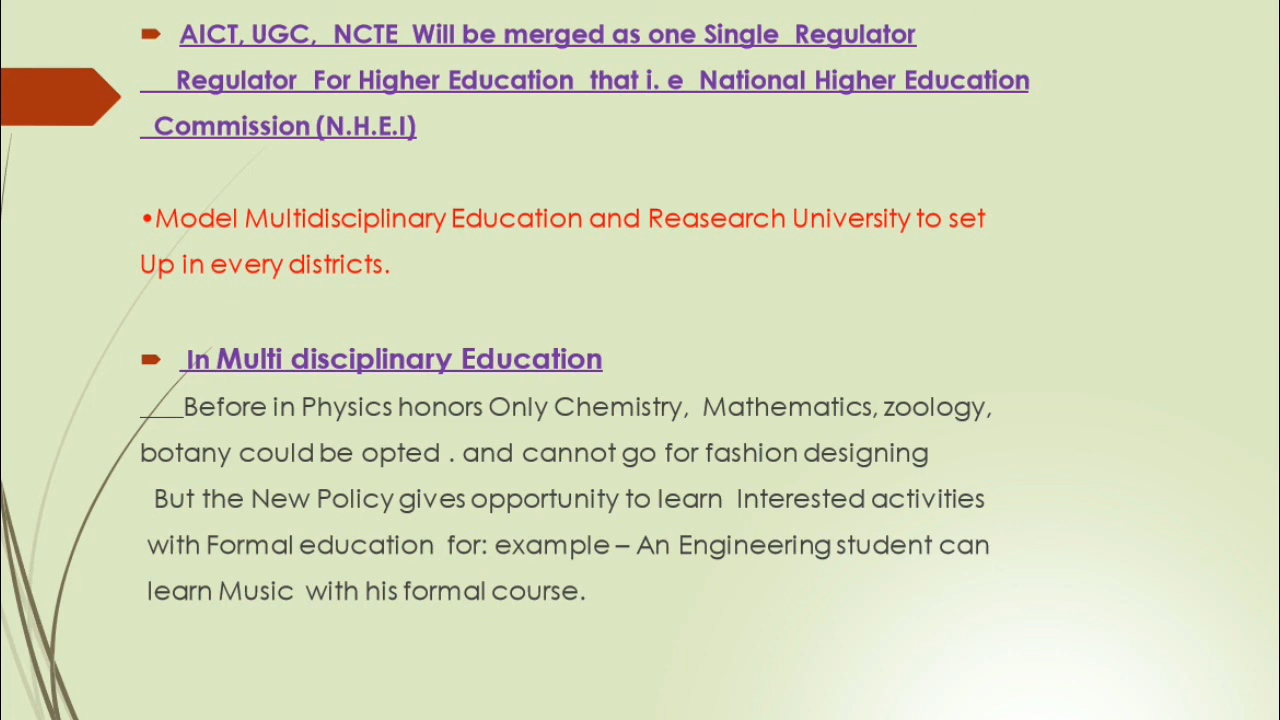 AICT, UGC, NCTE Will be merged as one Single Regulator
Regulator For Higher Education that i. e National Higher Education
Commission (N.H.E.I)
•Model Multidisciplinary Education and Reasearch University to set
Up in every districts.
In Multi disciplinary Education
Before in Physics honors Only Chemistry, Mathematics, zoology,
botany could be opted . and cannot go for fashion designing
But the New Policy gives opportunity to learn Interested activities
with Formal education for: example – An Engineering student can
learn Music with his formal course.